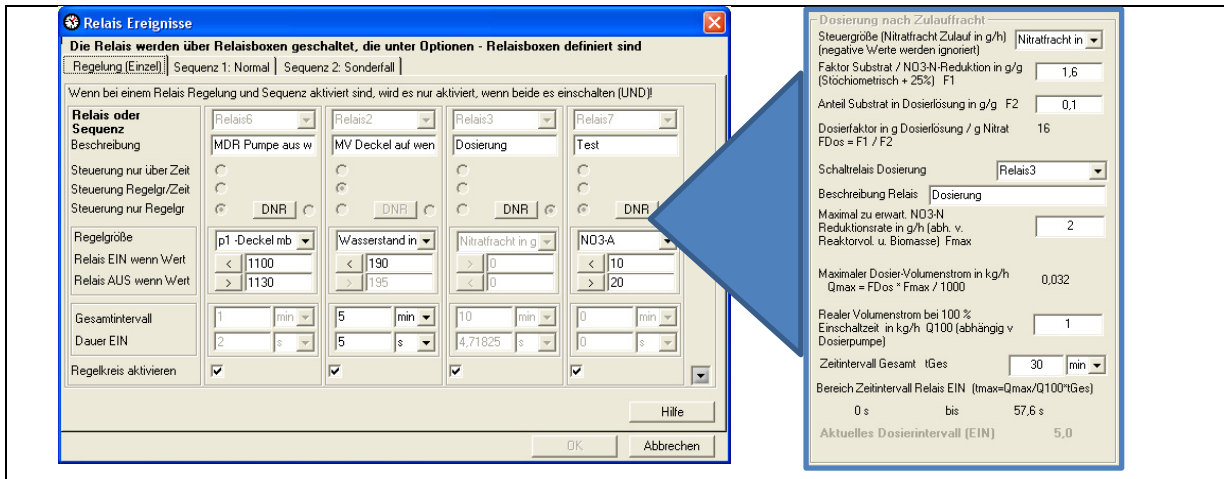 Relais Ereignisse
Die Relais werden über Relaisboxen geschaltet, die unter Optionen - Relaisboxen definiert sind
Regelung (Einzel) Sequenz 1: Normal Sequenz 2: Sonderfall
Wenn bei einem Relais Regelung und Sequenz aktiviert sind, wird es nur aktiviert, wenn beide es einschalten (UND)!
Relais oder Sequenz Relais6 Relais2 Relais3 Relais7
Beschreibung MDR Pumpe aus w MV Deckel auf wen Dosierung Test
Steuerung nur über Zeit
Steuerung Regelgr/Zeit
Steuerung nur Regelgr DNR DNR DNR DNR
Regelgröße p1 -Deckel mb Wasserstand in Nitratfracht in g NO3-A
Relais EIN wenn Wert < 1100 < 190 > 0 < 10
Relais AUS wenn Wert > 1130 > 195 < 0 > 20
Gesamtintervall 1 min 5 min 10 min 0 min
Dauer EIN 2 s 5 s 4,71825 s 0 s
Regelkreis aktivieren
Hilfe
OK Abbrechen
Dosierung nach Zulauffracht
Steuergröße (Nitratfracht Zulauf in g/h) Nitratfracht in
(negative Werte werden ignoriert)
Faktor Substrat / NO3-N-Reduktion in g/g 1,6
(Stöchiometrisch + 25%) F1
Anteil Substrat in Dosierlösung in g/g F2 0,1
Dosierfaktor in g Dosierlösung / g Nitrat 16
FDos = F1 / F2
Schaltrelais Dosierung Relais3
Beschreibung Relais Dosierung
Maximal zu erwart. NO3-N
Reduktionsrate in g/h (abh. v. 2
Reaktorvol. u. Biomasse) Fmax
Maximaler Dosier-Volumenstrom in kg/h 0,032
Qmax = FDos * Fmax / 1000
Realer Volumenstrom bei 100 %
Einschaltzeit in kg/h Q100 (abhängig v 1
Dosierpumpe)
Zeitintervall Gesamt tGes 30 min
Bereich Zeitintervall Relais EIN (tmax=Qmax/Q100*tGes)
0 s bis 57,6 s
Aktuelles Dosierintervall (EIN) 5,0